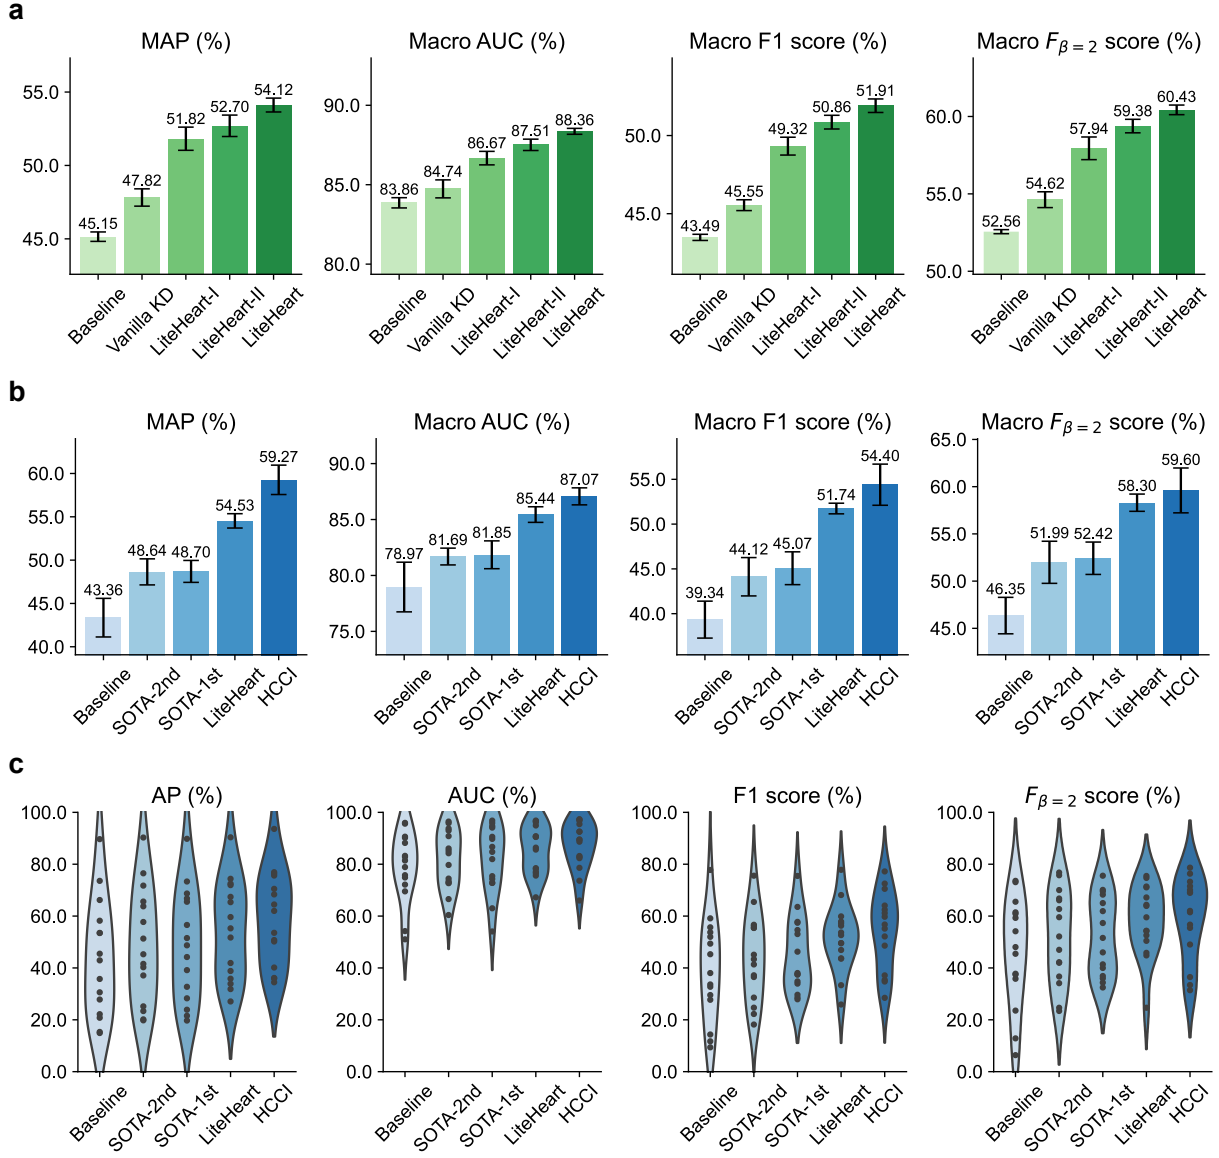 a
MAP (%)
55.0
50.0
45.0
45.15
47.82
51.82
52.70
54.12
Baseline
Vanilla KD
LiteHeart-I
LiteHeart-II
LiteHeart
Macro AUC (%)
90.0
85.0
80.0
83.86
84.74
86.67
87.51
88.36
Baseline
Vanilla KD
LiteHeart-I
LiteHeart-II
LiteHeart
Macro F1 score (%)
50.0
45.0
43.49
45.55
49.32
50.86
51.91
Baseline
Vanilla KD
LiteHeart-I
LiteHeart-II
LiteHeart
Macro Fβ=2 score (%)
60.0
55.0
50.0
52.56
54.62
57.94
59.38
60.43
Baseline
Vanilla KD
LiteHeart-I
LiteHeart-II
LiteHeart
b
MAP (%)
60.0
55.0
50.0
45.0
40.0
43.36
48.64
48.70
54.53
59.27
Baseline
SOTA-2nd
SOTA-1st
LiteHeart
HCCI
Macro AUC (%)
90.0
85.0
80.0
75.0
78.97
81.69
81.85
85.44
87.07
Baseline
SOTA-2nd
SOTA-1st
LiteHeart
HCCI
Macro F1 score (%)
55.0
50.0
45.0
40.0
39.34
44.12
45.07
51.74
54.40
Baseline
SOTA-2nd
SOTA-1st
LiteHeart
HCCI
Macro Fβ=2 score (%)
65.0
60.0
55.0
50.0
45.0
46.35
51.99
52.42
58.30
59.60
Baseline
SOTA-2nd
SOTA-1st
LiteHeart
HCCI
c
AP (%)
100.0
80.0
60.0
40.0
20.0
0.0
Baseline
SOTA-2nd
SOTA-1st
LiteHeart
HCCI
AUC (%)
100.0
80.0
60.0
40.0
20.0
0.0
Baseline
SOTA-2nd
SOTA-1st
LiteHeart
HCCI
F1 score (%)
100.0
80.0
60.0
40.0
20.0
0.0
Baseline
SOTA-2nd
SOTA-1st
LiteHeart
HCCI
Fβ=2 score (%)
100.0
80.0
60.0
40.0
20.0
0.0
Baseline
SOTA-2nd
SOTA-1st
LiteHeart
HCCI